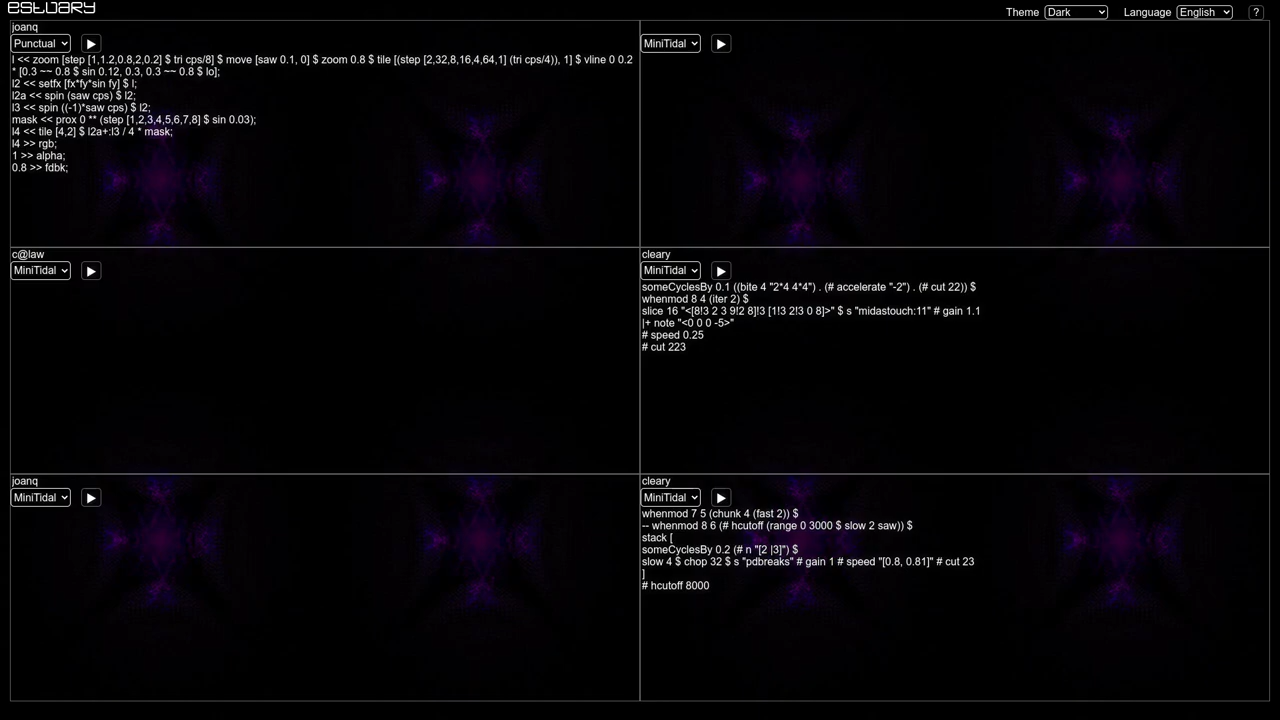 estuary
Theme Dark Language English ?
joanq
Punctual
l << zoom [step [1,1.2,0.8,2,0.2] $ tri cps/8] $ move [saw 0.1, 0] $ zoom 0.8 $ tile [(step [2,32,8,16,4,64,1] (tri cps/4)), 1] $ vline 0 0.2
* [0.3 ~~ 0.8 $ sin 0.12, 0.3, 0.3 ~~ 0.8 $ lo];
l2 << setfx [fx*fy*sin fy] $ l;
l2a << spin (saw cps) $ l2;
l3 << spin ((-1)*saw cps) $ l2;
mask << prox 0 ** (step [1,2,3,4,5,6,7,8] $ sin 0.03);
l4 << tile [4,2] $ l2a+:l3 / 4 * mask;
l4 >> rgb;
1 >> alpha;
0.8 >> fdbk;
MiniTidal
c@law
MiniTidal
cleary
MiniTidal
someCyclesBy 0.1 ((bite 4 "2*4 4*4") . (# accelerate "-2") . (# cut 22)) $
whenmod 8 4 (iter 2) $
slice 16 "<[8!3 2 3 9!2 8]!3 [1!3 2!3 0 8]>" $ s "midastouch:11" # gain 1.1
|+ note "<0 0 0 -5>"
# speed 0.25
# cut 223
joanq
MiniTidal
cleary
MiniTidal
whenmod 7 5 (chunk 4 (fast 2)) $
-- whenmod 8 6 (# hcutoff (range 0 3000 $ slow 2 saw)) $
stack [
someCyclesBy 0.2 (# n "[2 |3]") $
slow 4 $ chop 32 $ s "pdbreaks" # gain 1 # speed "[0.8, 0.81]" # cut 23
]
# hcutoff 8000